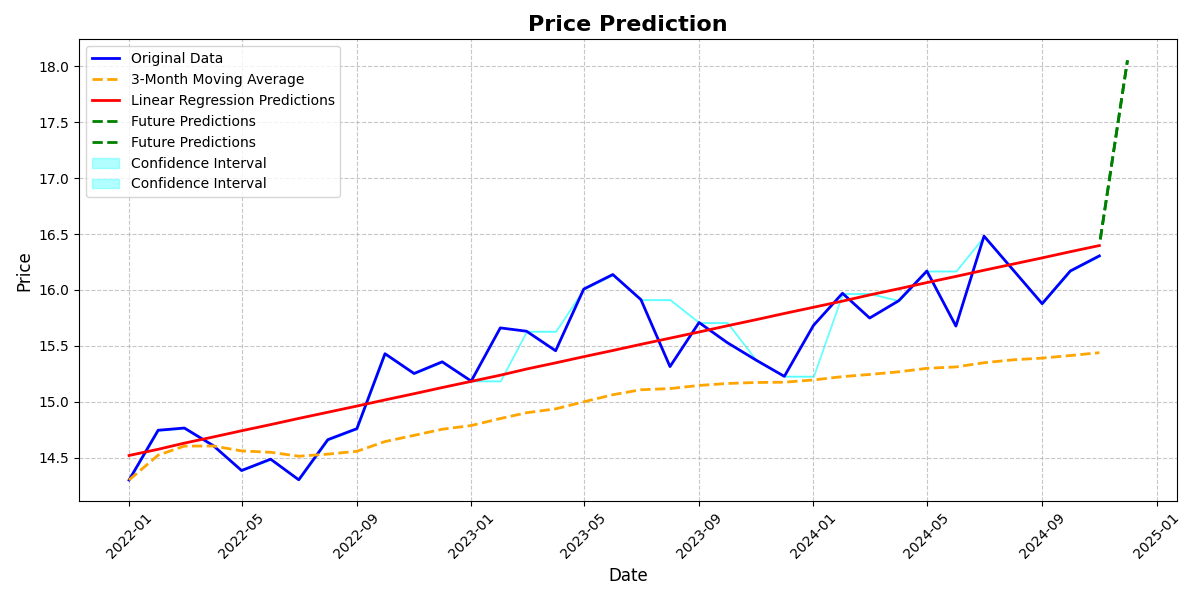 Price Prediction
Original Data
3-Month Moving Average
Linear Regression Predictions
Future Predictions
Future Predictions
Confidence Interval
Confidence Interval
Price
18.0
17.5
17.0
16.5
16.0
15.5
15.0
14.5
2022-01
2022-05
2022-09
2023-01
2023-05
2023-09
2024-01
2024-05
2024-09
2025-01
Date